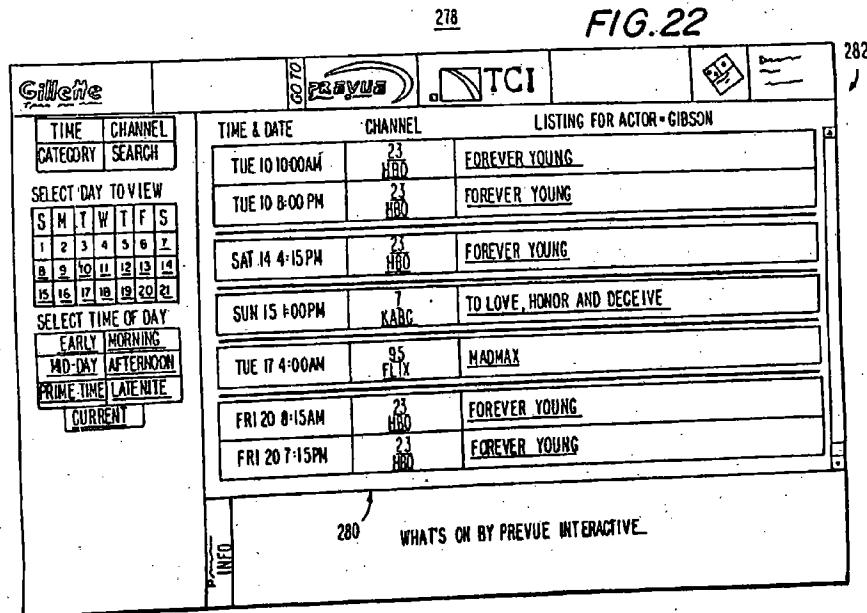 278
FIG.22
282
Gillette
GO TO
PREVUE
TCI
TIME CHANNEL
CATEGORY SEARCH
SELECT DAY TO VIEW
S M T W T F S
1 2 3 4 5 6 7
8 9 10 11 12 13 14
15 16 17 18 19 20 21
SELECT TIME OF DAY
EARLY MORNING
MID-DAY AFTERNOON
PRIME TIME LATE NITE
CURRENT
TIME & DATE CHANNEL LISTING FOR ACTOR=GIBSON
TUE 10 10:00AM 23 HBO FOREVER YOUNG
TUE 10 8:00 PM 23 HBO FOREVER YOUNG
SAT 14 4:15PM 23 HBO FOREVER YOUNG
SUN 15 1:00PM 7 KABC TO LOVE, HONOR AND DECEIVE
TUE 17 4:00AM 95 FLIX MADMAX
FRI 20 8:15AM 23 HBO FOREVER YOUNG
FRI 20 7:15PM 23 HBO FOREVER YOUNG
280
INFO
WHAT'S ON BY PREVUE INTERACTIVE